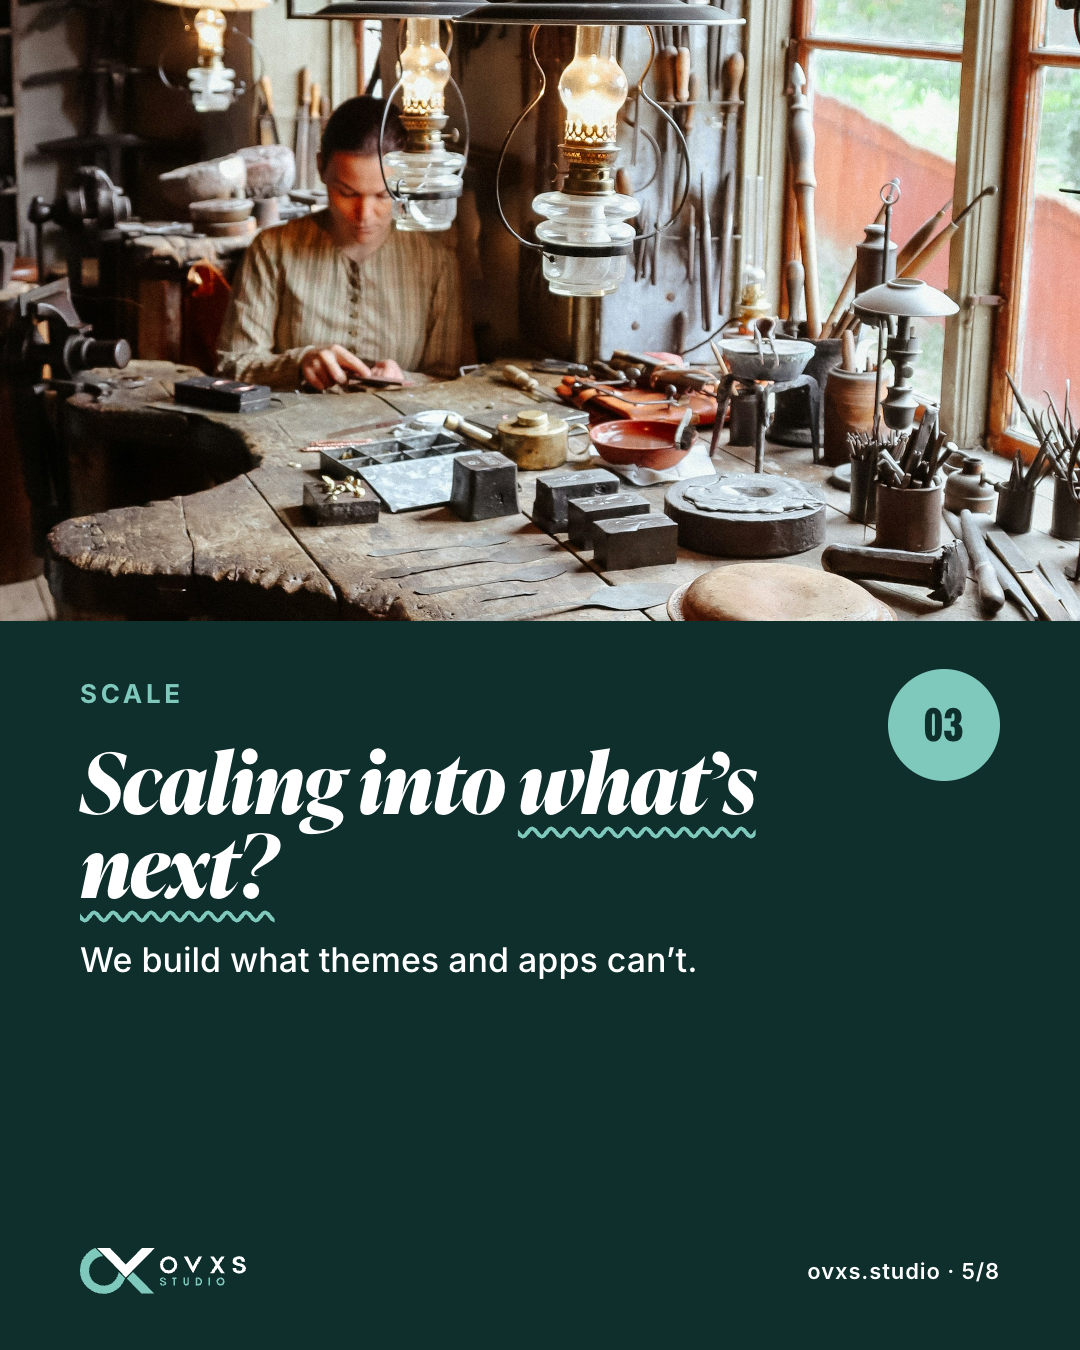 SCALE
03
Scaling into what’s
next?
We build what themes and apps can’t.
OVXS
STUDIO
ovxs.studio · 5/8